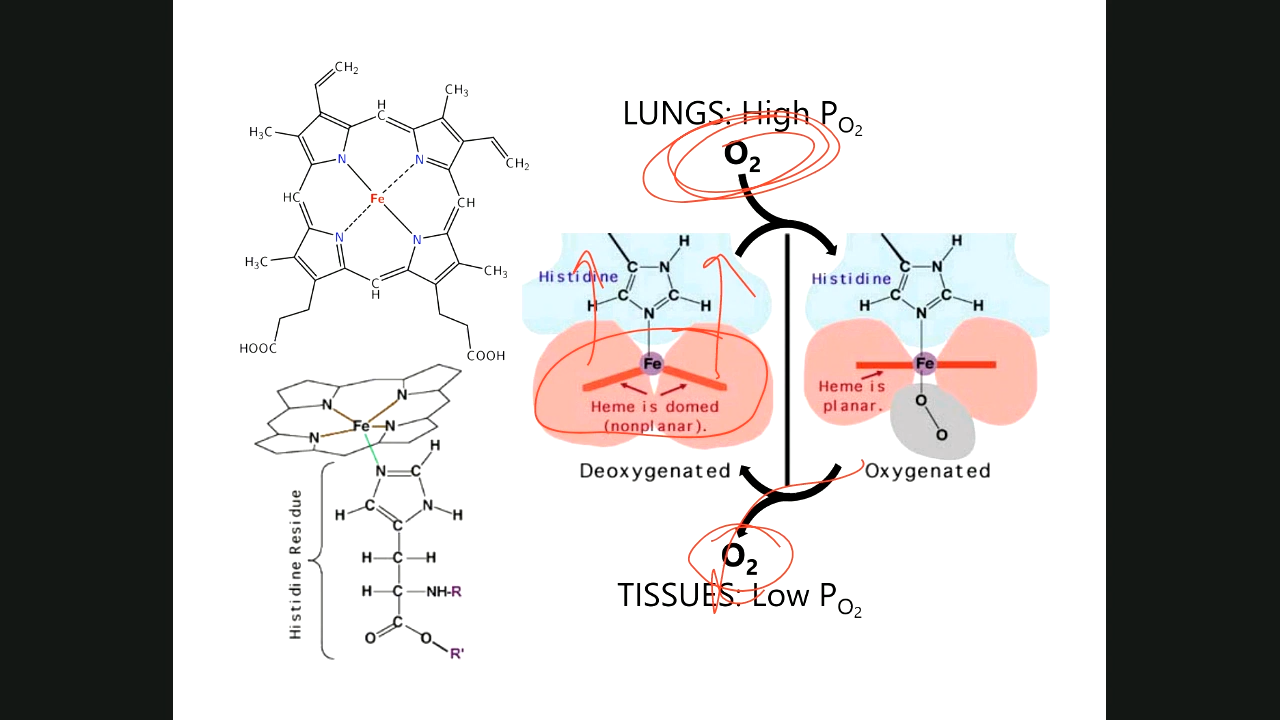 CH₂
CH₃
H
H₃C
CH₂
N
N
Fe
HC
CH
N
N
H₃C
CH₃
C
H
HOOC
COOH
N
N
Fe
N
N
H
N
C
H
C
C
N
H
C
H
C
H
H
C
NH-R
C
O
O
R'
Histidine Residue
LUNGS: High PO₂
O₂
H
Histidine
C
N
H
C
C
H
N
Fe
Heme is domed
(nonplanar).
Deoxygenated
H
Histidine
C
N
H
C
C
H
N
Fe
Heme is
planar.
O
O
Oxygenated
O₂
TISSUES: Low PO₂